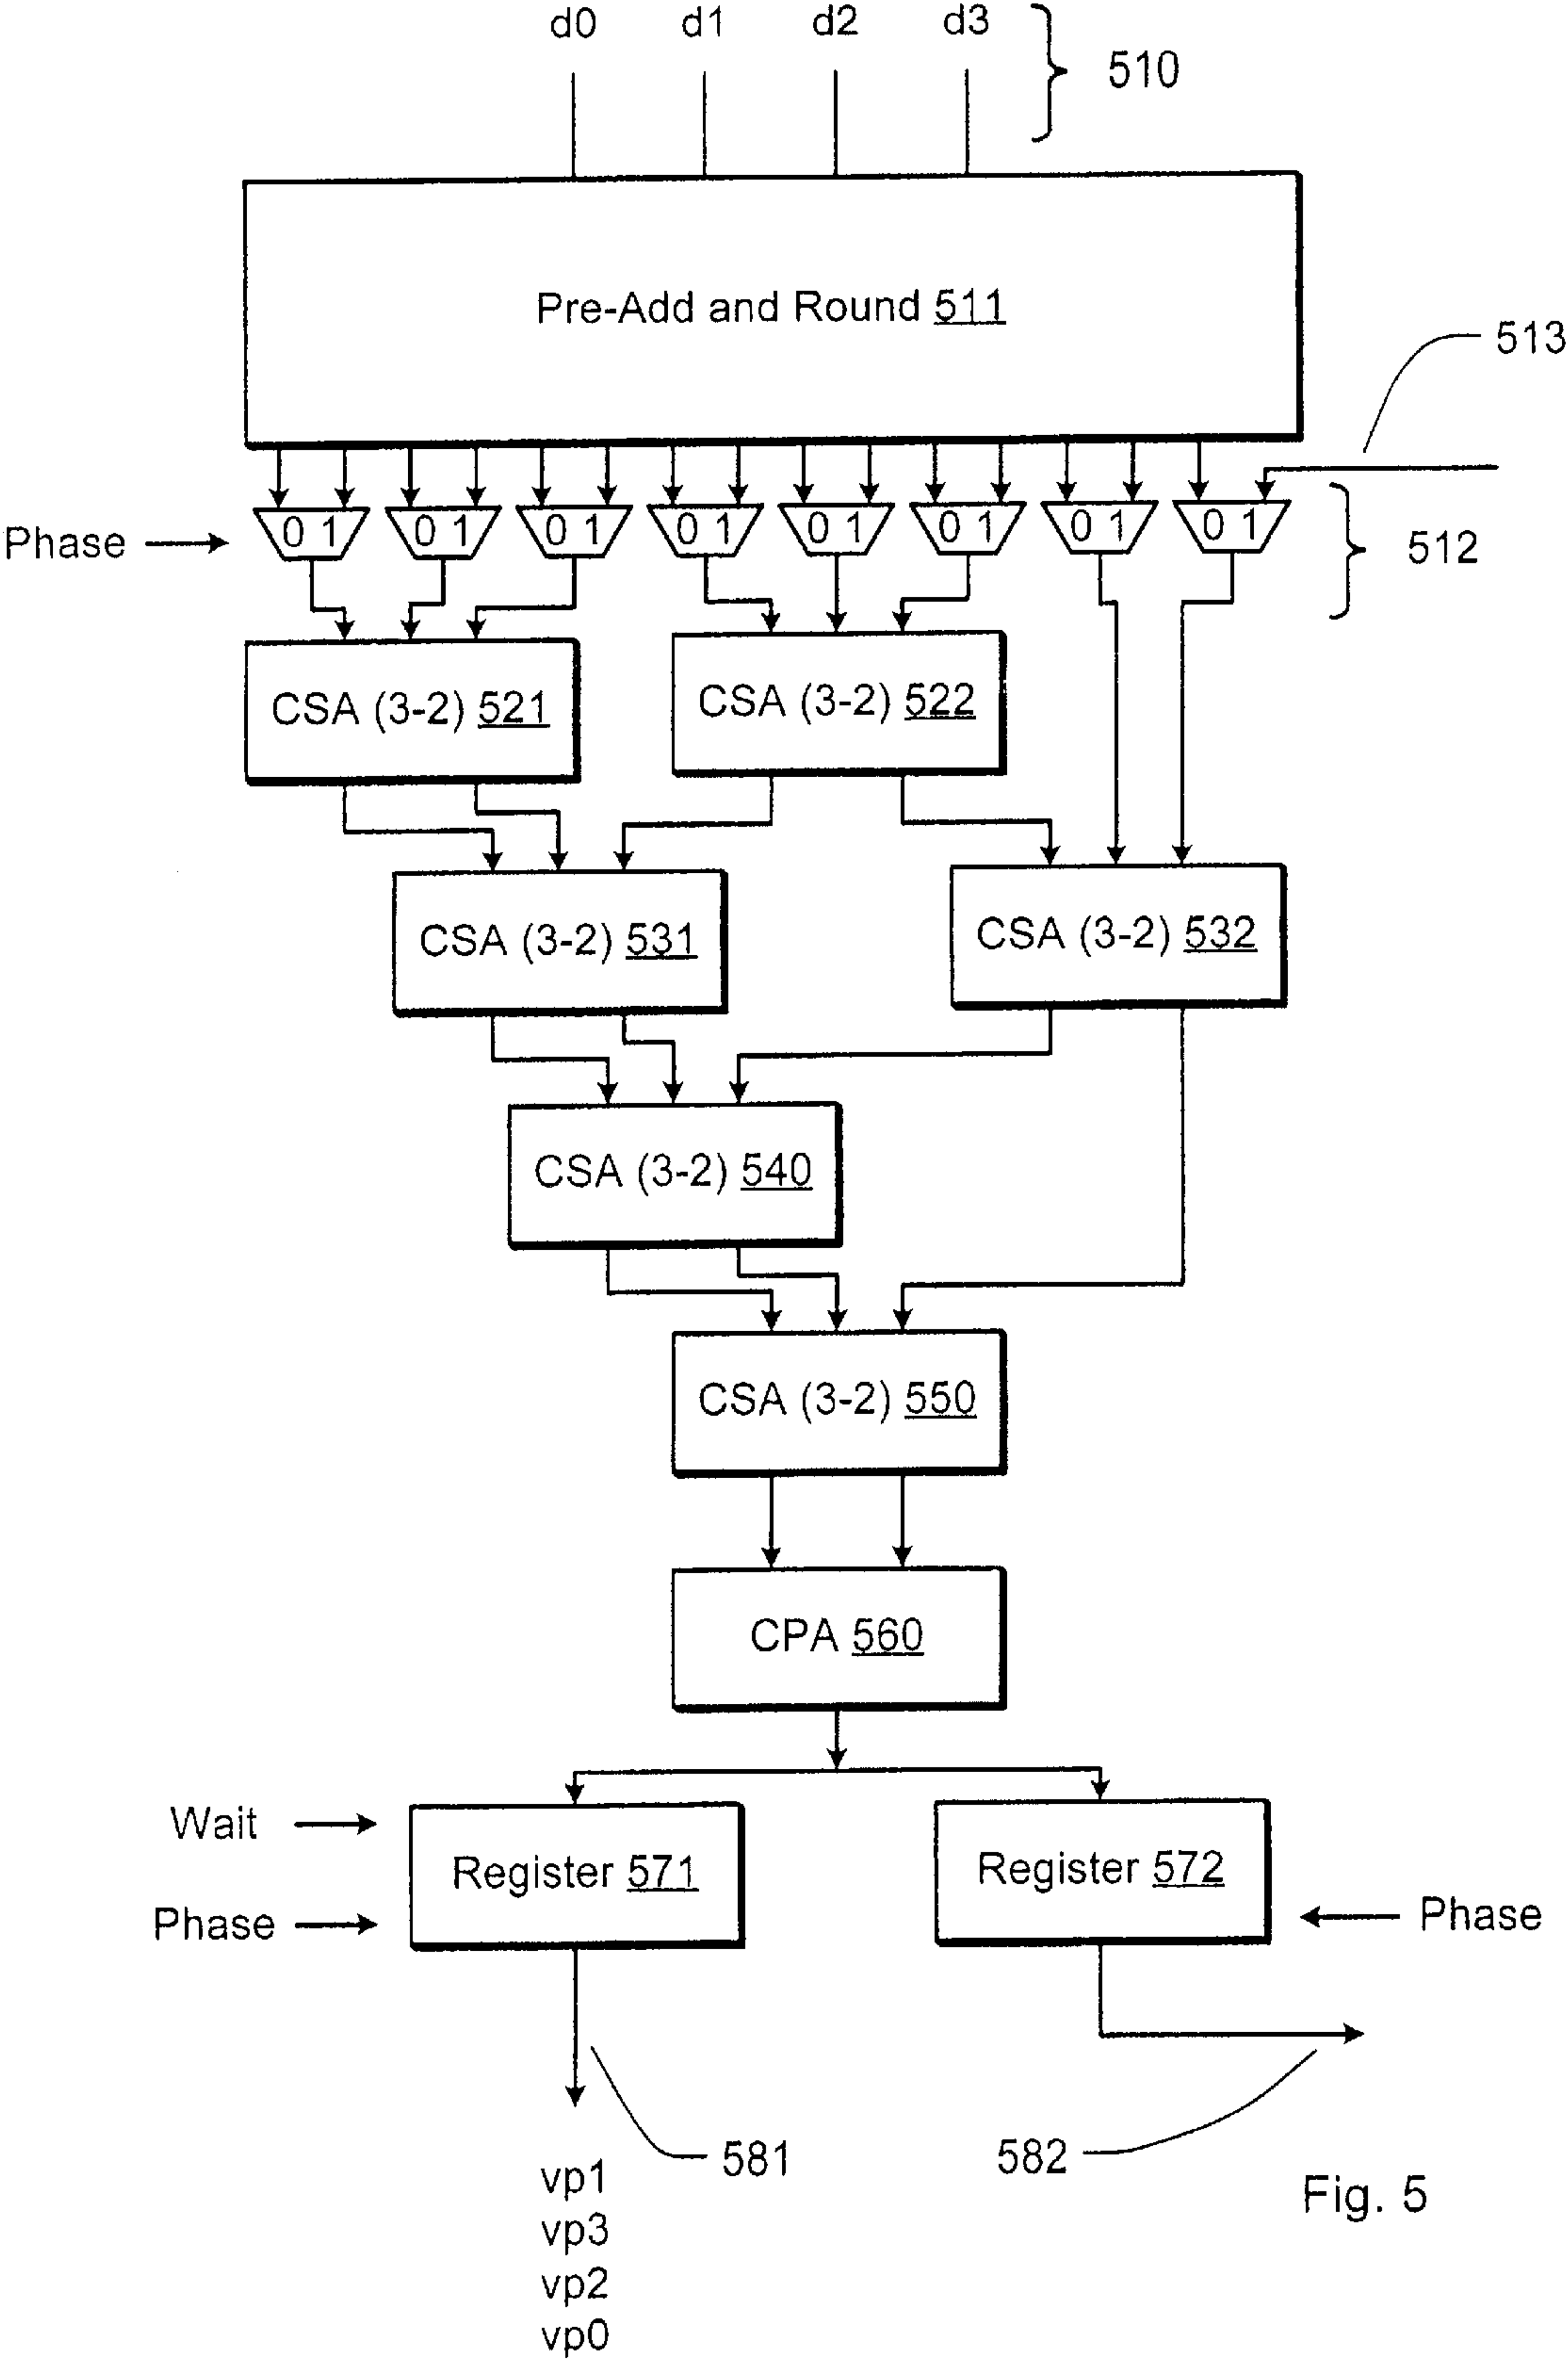 d0 d1 d2 d3
510
Pre-Add and Round 511
513
0 1 0 1 0 1 0 1 0 1 0 1 0 1 0 1
Phase
512
CSA (3-2) 521
CSA (3-2) 522
CSA (3-2) 531
CSA (3-2) 532
CSA (3-2) 540
CSA (3-2) 550
CPA 560
Wait
Register 571
Register 572
Phase
Phase
581
582
vp1
vp3
vp2
vp0
Fig. 5